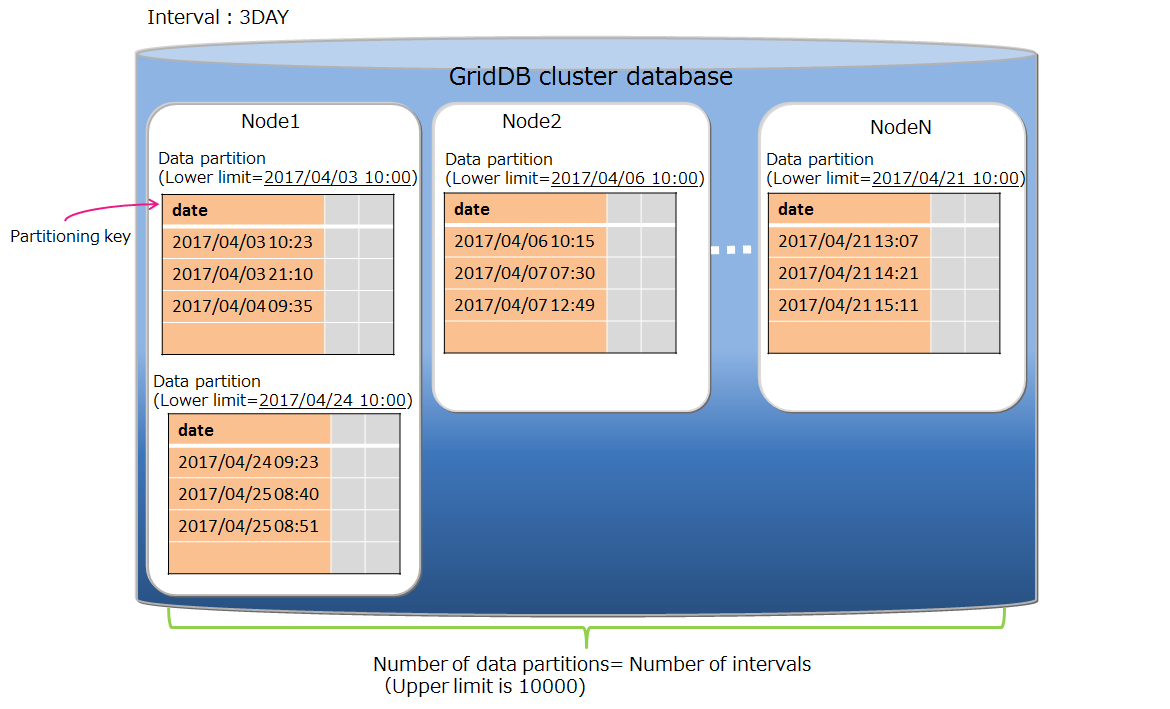 Interval : 3DAY
GridDB cluster database
Node1
Data partition
(Lower limit=2017/04/03 10:00)
Partitioning key
date
2017/04/03 10:23
2017/04/03 21:10
2017/04/04 09:35
Data partition
(Lower limit=2017/04/24 10:00)
date
2017/04/24 09:23
2017/04/25 08:40
2017/04/25 08:51
Node2
Data partition
(Lower limit=2017/04/06 10:00)
date
2017/04/06 10:15
2017/04/07 07:30
2017/04/07 12:49
NodeN
Data partition
(Lower limit=2017/04/21 10:00)
date
2017/04/21 13:07
2017/04/21 14:21
2017/04/21 15:11
Number of data partitions= Number of intervals
(Upper limit is 10000)